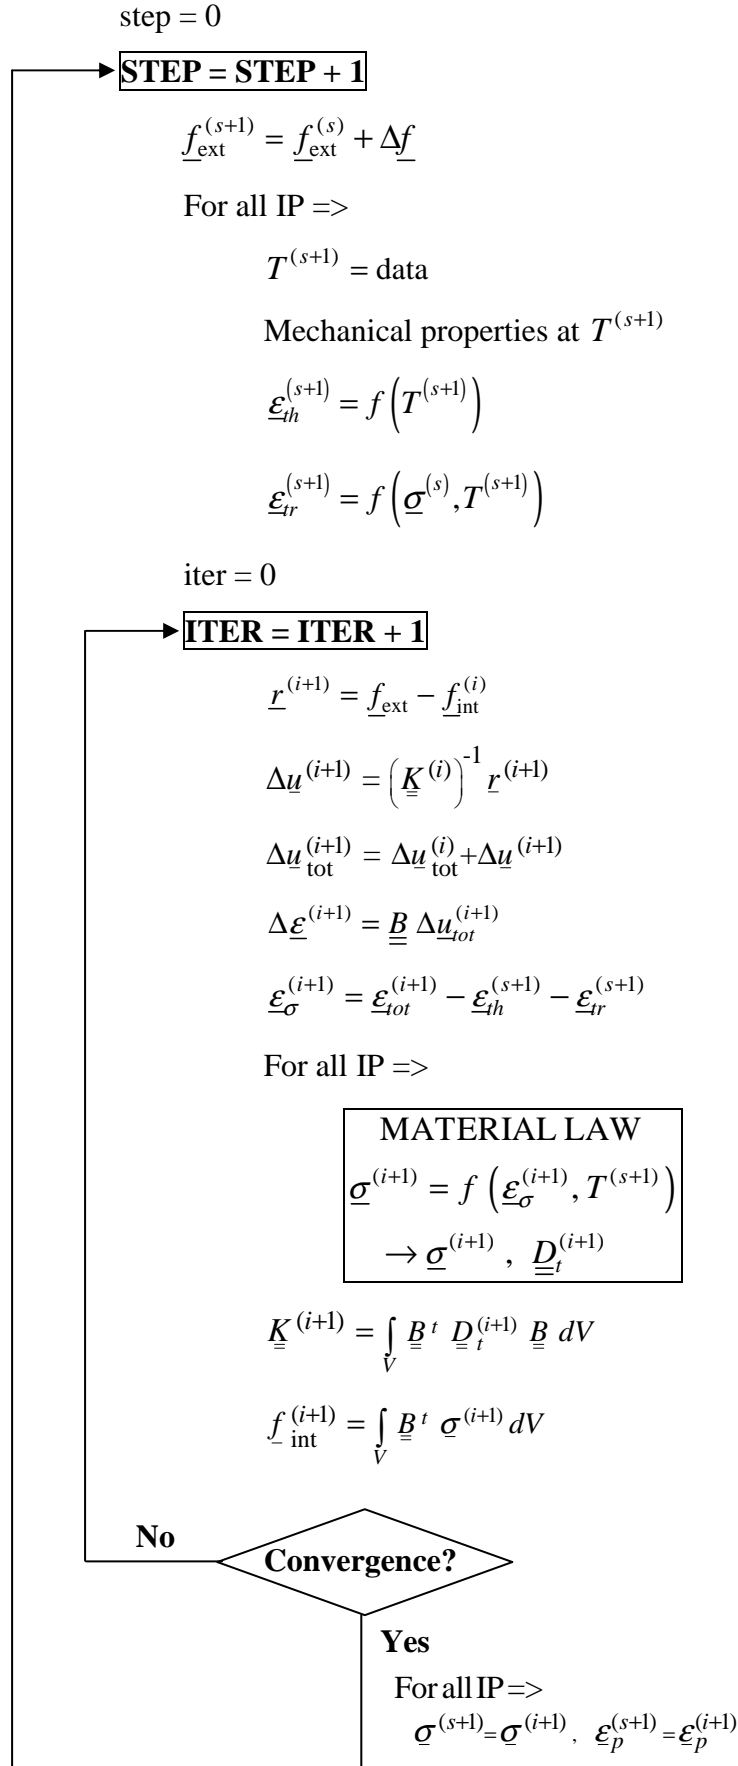 step = 0
STEP = STEP + 1
f_ext^(s+1) = f_ext^(s) + Δf
For all IP =>
T^(s+1) = data
Mechanical properties at T^(s+1)
ε_th^(s+1) = f(T^(s+1))
ε_tr^(s+1) = f(σ^(s), T^(s+1))
iter = 0
ITER = ITER + 1
r^(i+1) = f_ext − f_int^(i)
Δu^(i+1) = (K^(i))^-1 r^(i+1)
Δu_tot^(i+1) = Δu_tot^(i) + Δu^(i+1)
Δε^(i+1) = B Δu_tot^(i+1)
ε_σ^(i+1) = ε_tot^(i+1) − ε_th^(s+1) − ε_tr^(s+1)
For all IP =>
MATERIAL LAW
σ^(i+1) = f (ε_σ^(i+1), T^(s+1))
→ σ^(i+1) , D_t^(i+1)
K^(i+1) = ∫_V B^t D_t^(i+1) B dV
f_int^(i+1) = ∫_V B^t σ^(i+1) dV
No
Convergence?
Yes
For all IP =>
σ^(s+1) = σ^(i+1) , ε_p^(s+1) = ε_p^(i+1)